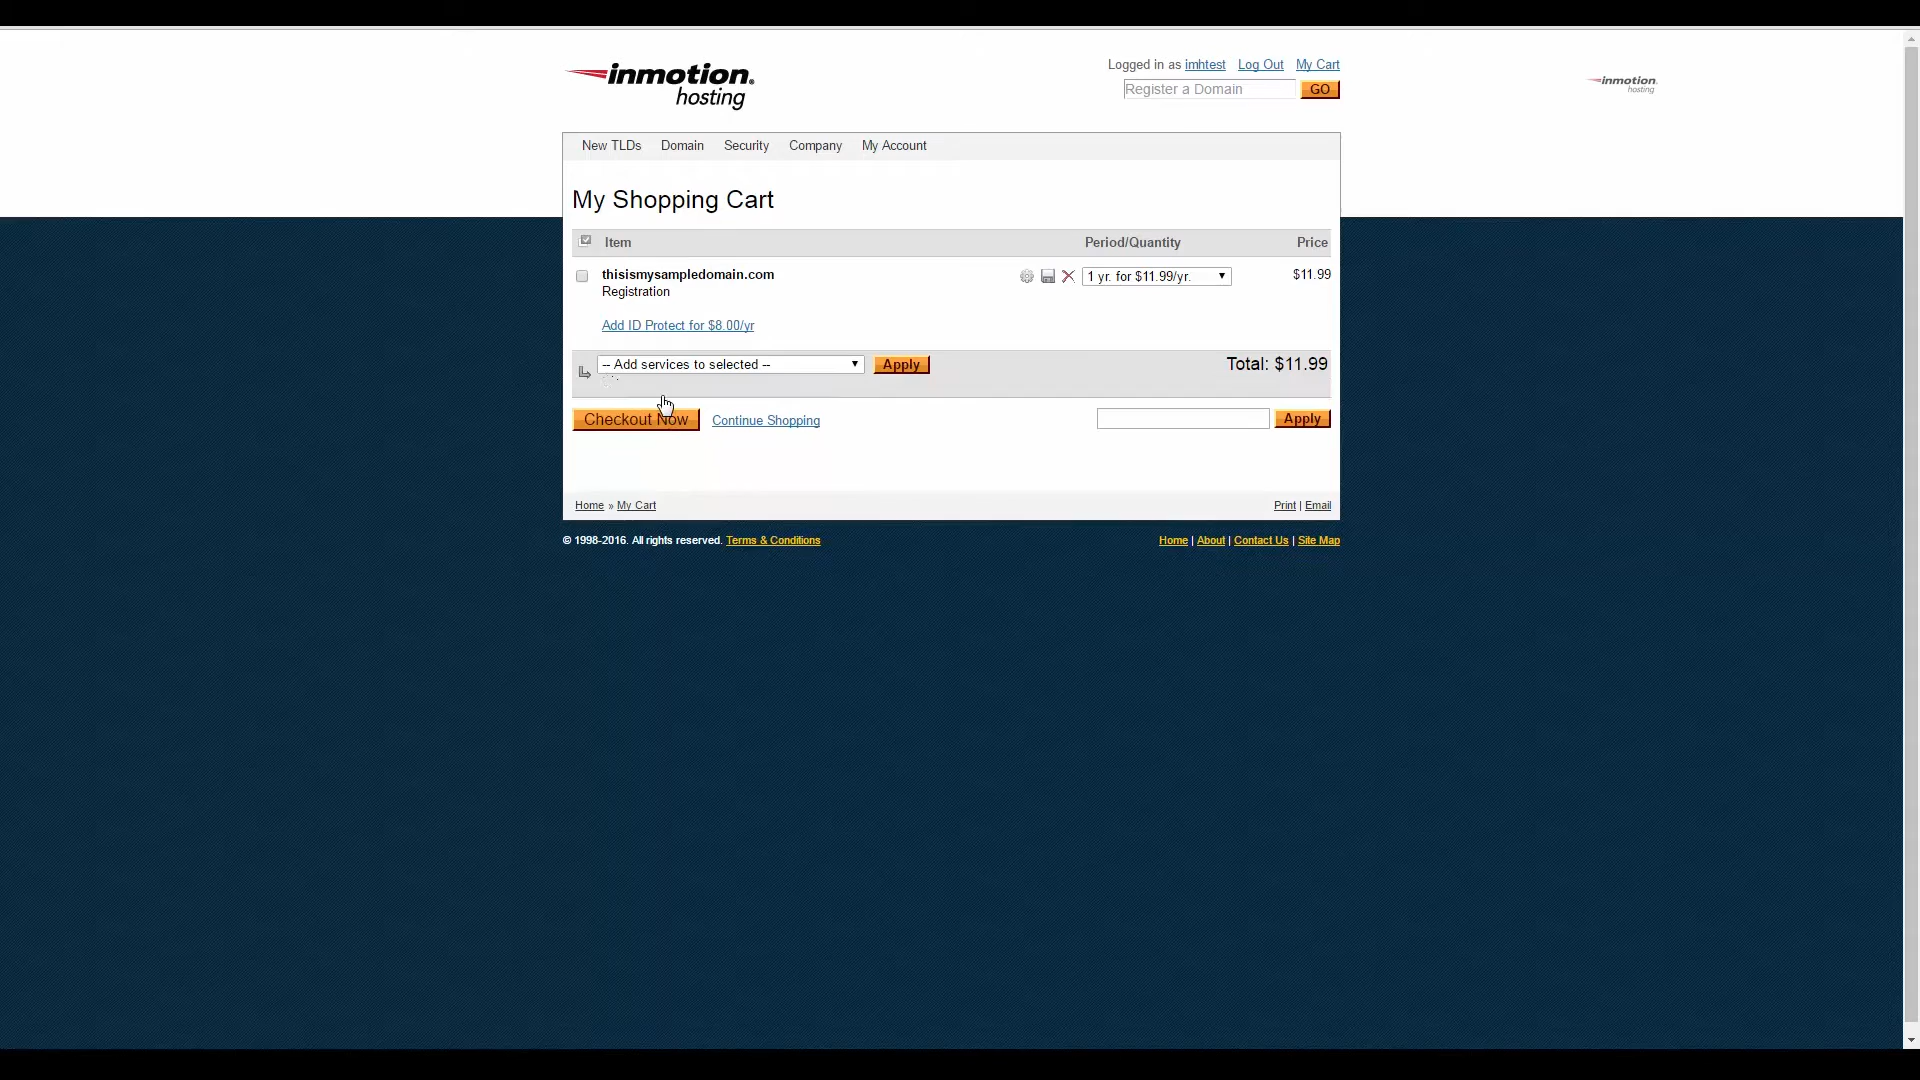 inmotion
hosting
Logged in as imhtest Log Out My Cart
Register a Domain GO
inmotion
hosting
New TLDs Domain Security Company My Account
My Shopping Cart
Item Period/Quantity Price
thisismysampledomain.com 1 yr. for $11.99/yr. $11.99
Registration
Add ID Protect for $8.00/yr
-- Add services to selected -- Apply Total: $11.99
Checkout Now Continue Shopping Apply
Home » My Cart Print | Email
© 1998-2016. All rights reserved. Terms & Conditions Home | About | Contact Us | Site Map